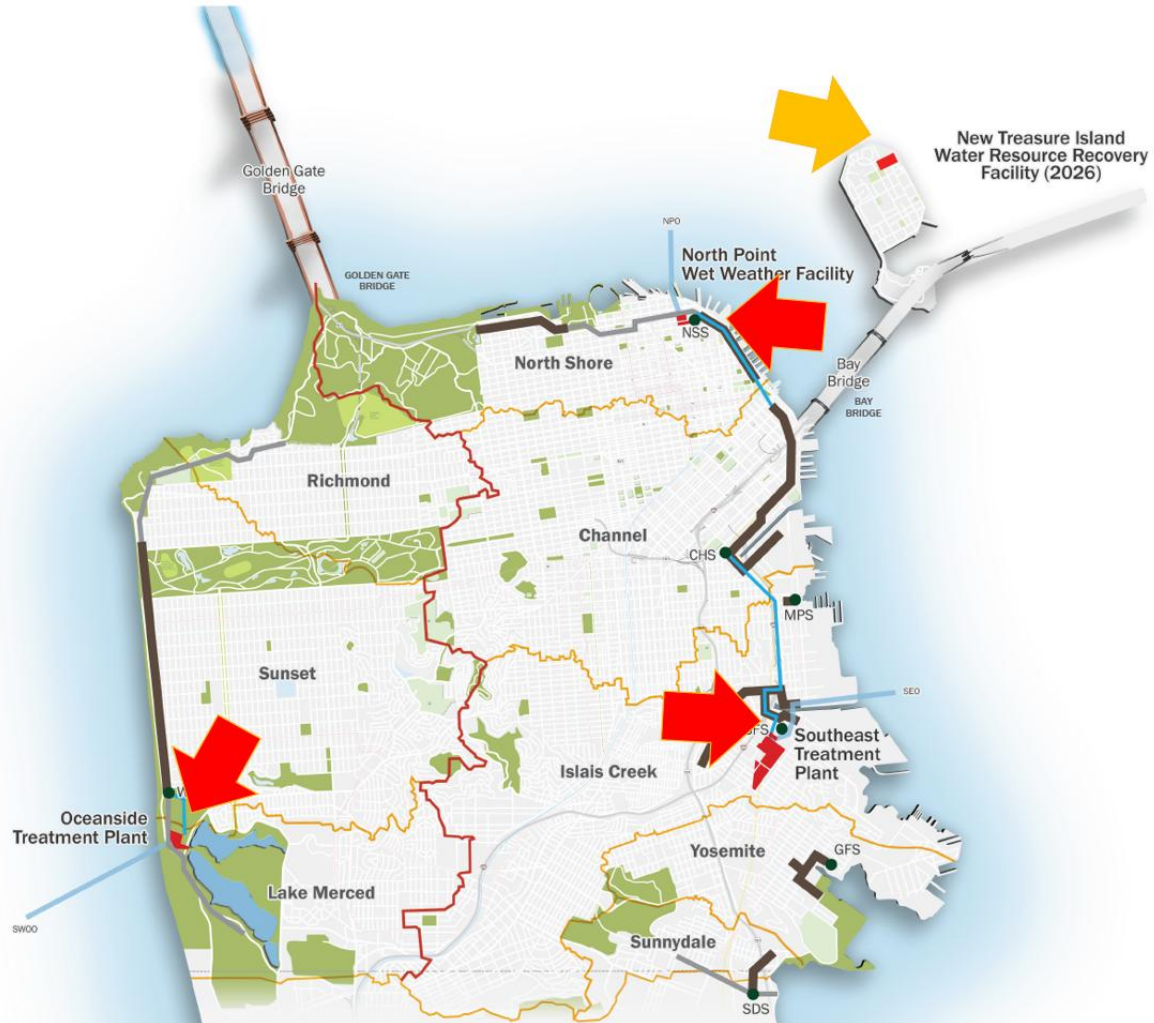 Golden Gate
Bridge
New Treasure Island
Water Resource Recovery
Facility (2026)
NPO
North Point
Wet Weather Facility
GOLDEN GATE
BRIDGE
NSS
North Shore
Bay
Bridge
BAY
BRIDGE
Richmond
Channel
CHS
MPS
Sunset
SEO
Southeast
Treatment
Plant
Islais Creek
Oceanside
Treatment Plant
Yosemite
GFS
Lake Merced
SWOO
Sunnydale
SDS